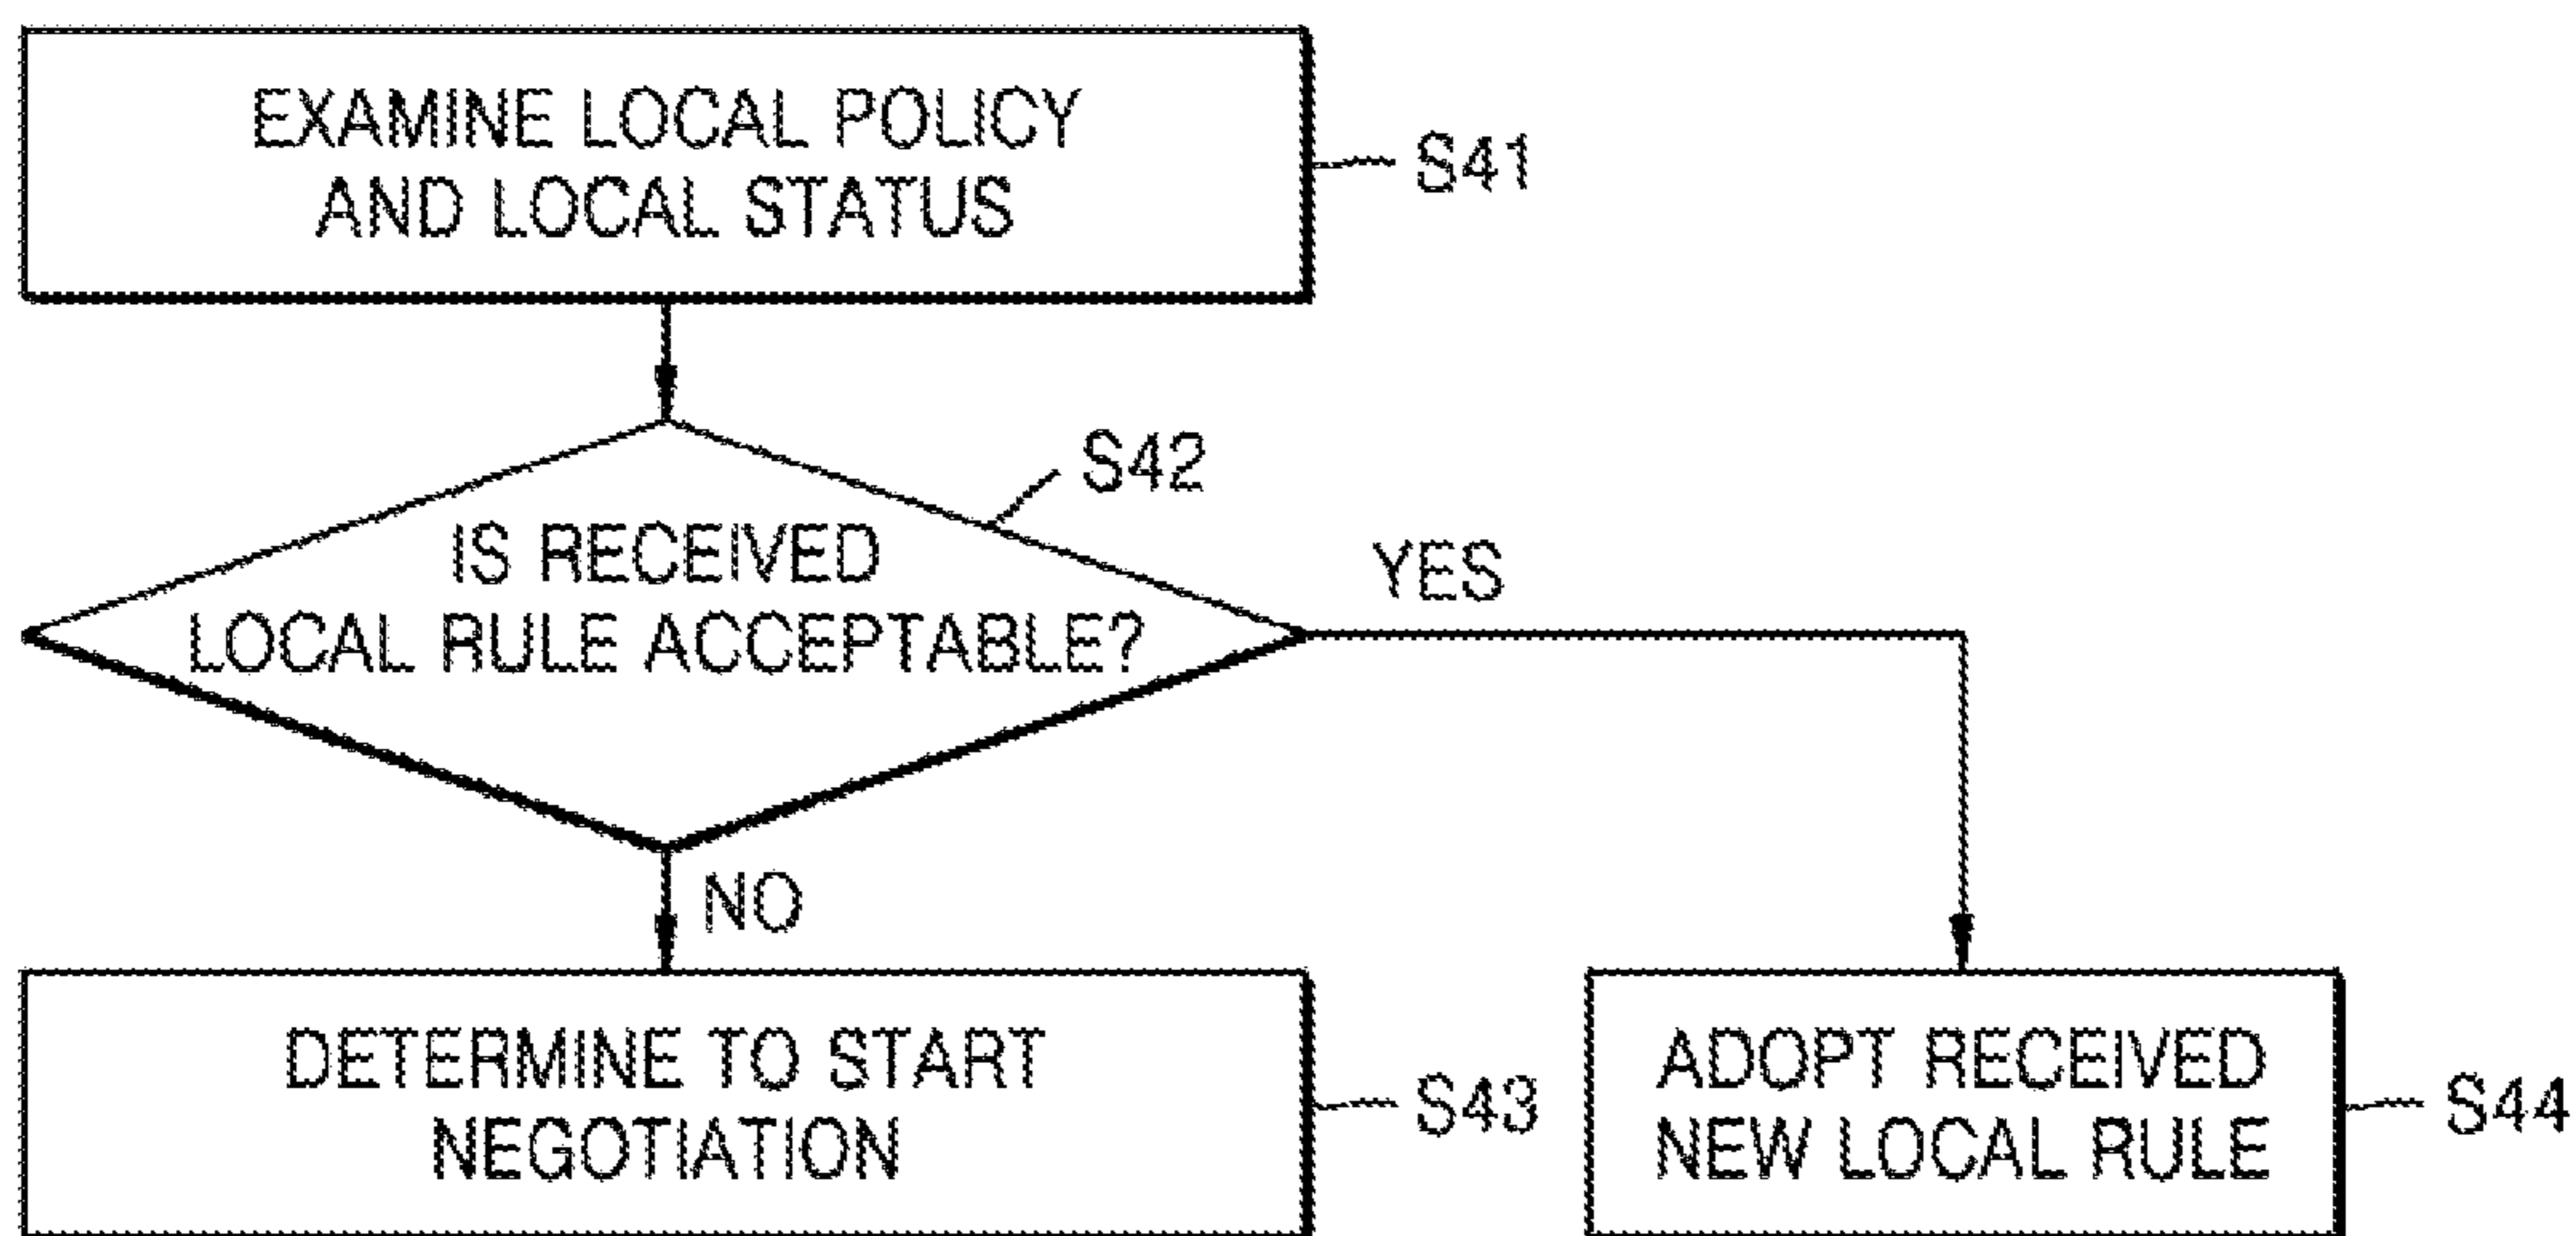 EXAMINE LOCAL POLICY
AND LOCAL STATUS
S41
S42
IS RECEIVED
LOCAL RULE ACCEPTABLE?
YES
NO
DETERMINE TO START
NEGOTIATION
S43
ADOPT RECEIVED
NEW LOCAL RULE
S44